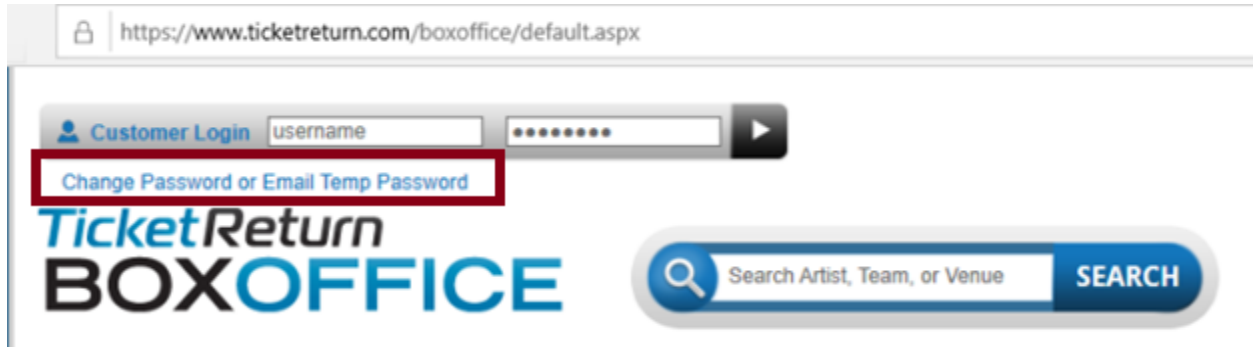 https://www.ticketreturn.com/boxoffice/default.aspx
Customer Login username ••••••••
Change Password or Email Temp Password
TicketReturn
BOXOFFICE
Search Artist, Team, or Venue SEARCH